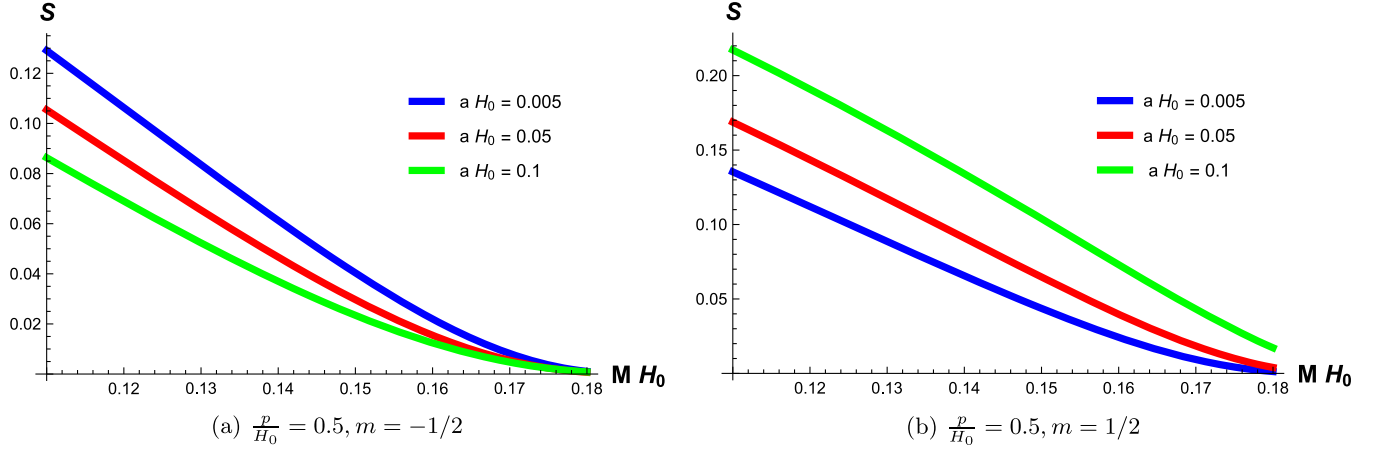 S
0.12
0.10
0.08
0.06
0.04
0.02
0.12 0.13 0.14 0.15 0.16 0.17 0.18
M H₀
a H₀ = 0.005
a H₀ = 0.05
a H₀ = 0.1
(a) p/H₀ = 0.5, m = −1/2
S
0.20
0.15
0.10
0.05
0.12 0.13 0.14 0.15 0.16 0.17 0.18
M H₀
a H₀ = 0.005
a H₀ = 0.05
a H₀ = 0.1
(b) p/H₀ = 0.5, m = 1/2